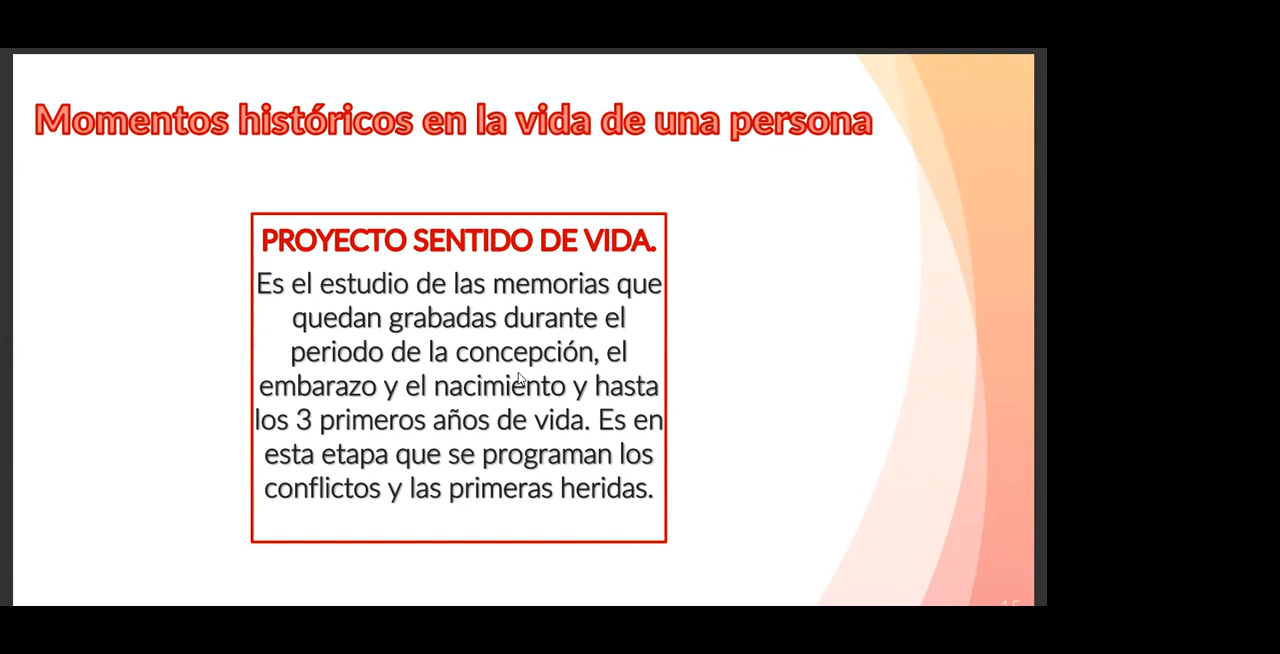 Momentos históricos en la vida de una persona
PROYECTO SENTIDO DE VIDA.
Es el estudio de las memorias que
quedan grabadas durante el
periodo de la concepción, el
embarazo y el nacimiento y hasta
los 3 primeros años de vida. Es en
esta etapa que se programan los
conflictos y las primeras heridas.